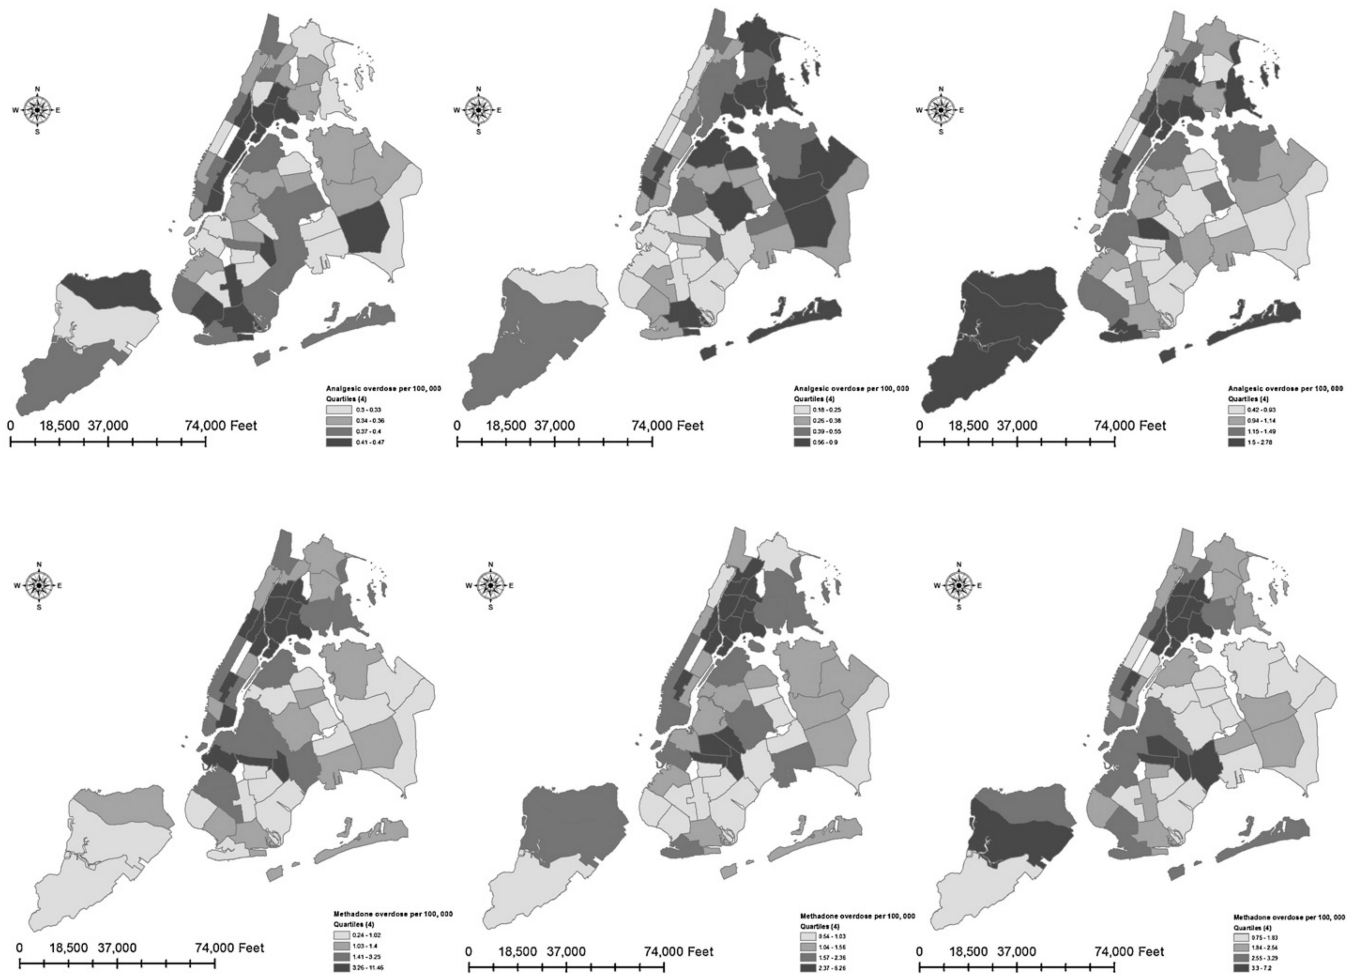 N
W E
S
Analgesic overdose per 100, 000
Quartiles (4)
0.3 - 0.33
0.34 - 0.36
0.37 - 0.4
0.41 - 0.47
0 18,500 37,000 74,000 Feet
N
W E
S
Analgesic overdose per 100, 000
Quartiles (4)
0.18 - 0.25
0.26 - 0.38
0.39 - 0.55
0.56 - 0.9
0 18,500 37,000 74,000 Feet
N
W E
S
Analgesic overdose per 100, 000
Quartiles (4)
0.42 - 0.93
0.94 - 1.14
1.15 - 1.49
1.5 - 2.78
0 18,500 37,000 74,000 Feet
N
W E
S
Methadone overdose per 100, 000
Quartiles (4)
0.24 - 1.02
1.03 - 1.4
1.41 - 3.25
3.26 - 11.46
0 18,500 37,000 74,000 Feet
N
W E
S
Methadone overdose per 100, 000
Quartiles (4)
0.54 - 1.03
1.04 - 1.56
1.57 - 2.36
2.37 - 6.26
0 18,500 37,000 74,000 Feet
N
W E
S
Methadone overdose per 100, 000
Quartiles (4)
0.75 - 1.83
1.84 - 2.54
2.55 - 3.29
3.3 - 7.2
0 18,500 37,000 74,000 Feet